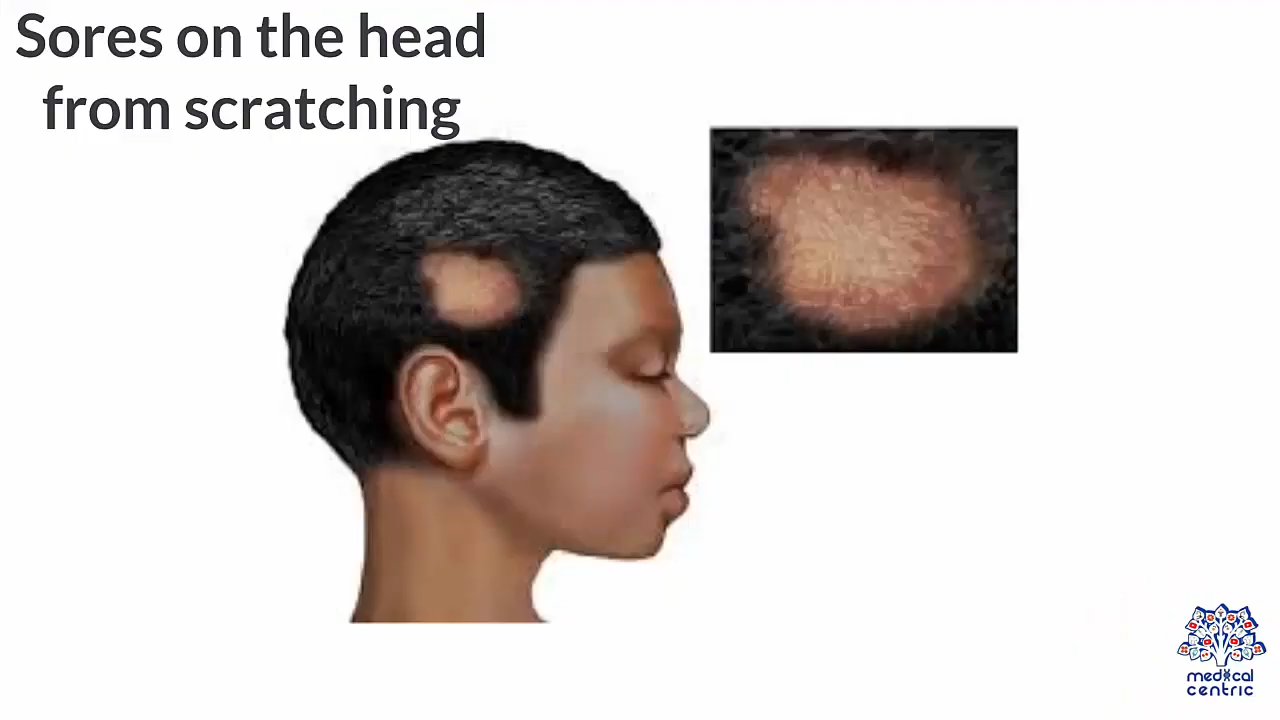 Sores on the head
from scratching
medical
centric